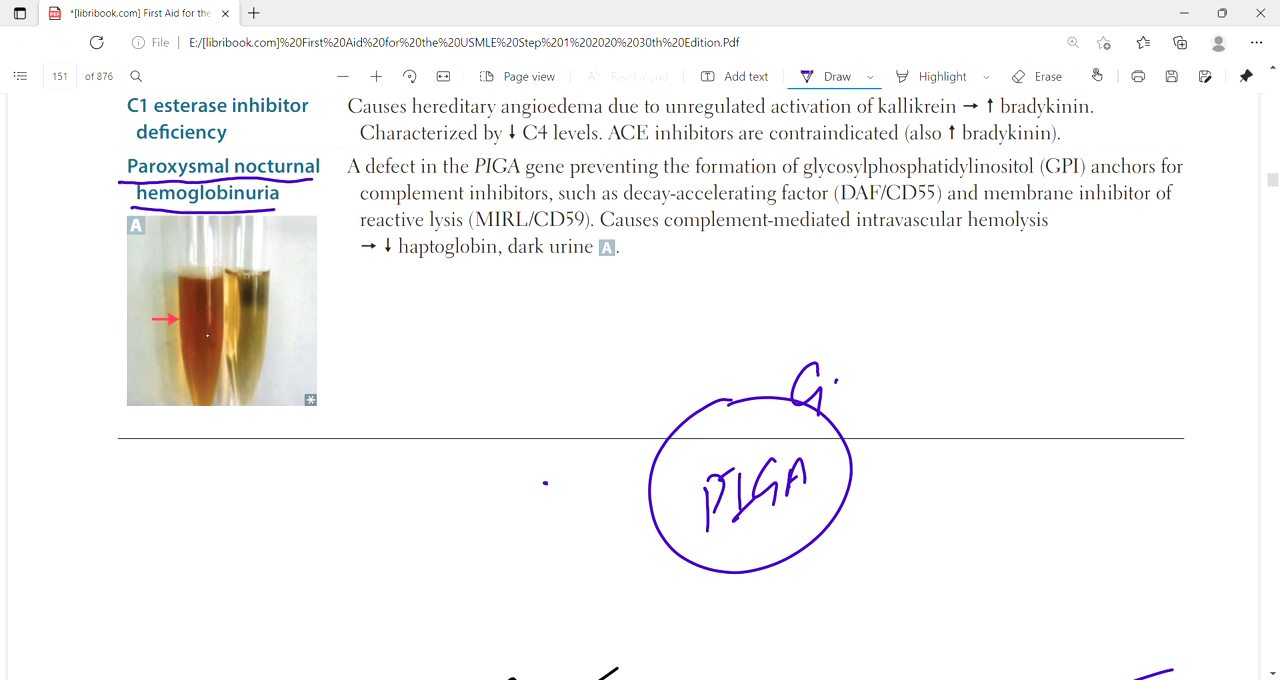 *[libribook.com] First Aid for the
File | E:/[libribook.com]%20First%20Aid%20for%20the%20USMLE%20Step%201%202020%2030th%20Edition.Pdf
151 of 876 Page view Read aloud Add text Draw Highlight Erase
C1 esterase inhibitor Causes hereditary angioedema due to unregulated activation of kallikrein → ↑ bradykinin.
deficiency Characterized by ↓ C4 levels. ACE inhibitors are contraindicated (also ↑ bradykinin).
Paroxysmal nocturnal A defect in the PIGA gene preventing the formation of glycosylphosphatidylinositol (GPI) anchors for
hemoglobinuria complement inhibitors, such as decay-accelerating factor (DAF/CD55) and membrane inhibitor of
reactive lysis (MIRL/CD59). Causes complement-mediated intravascular hemolysis
→ ↓ haptoglobin, dark urine A.
A
G
PIGA